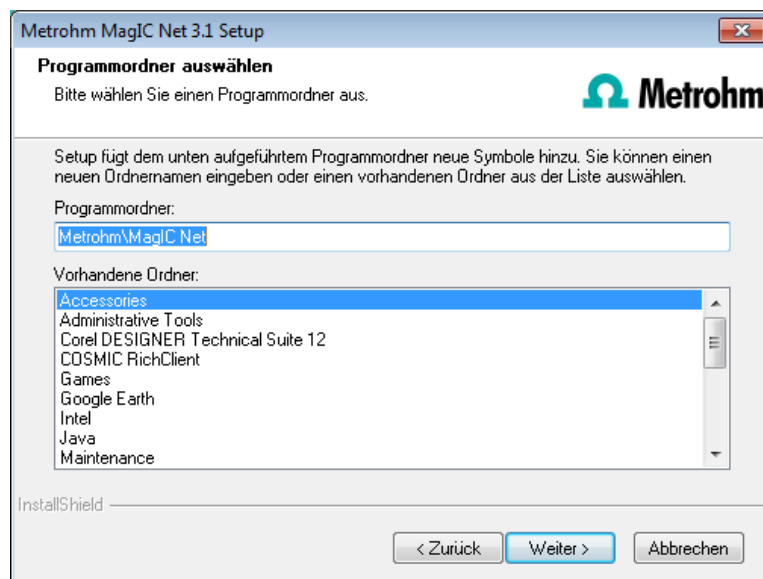 Metrohm MagIC Net 3.1 Setup
Programmordner auswählen
Bitte wählen Sie einen Programmordner aus.
Metrohm
Setup fügt dem unten aufgeführtem Programmordner neue Symbole hinzu. Sie können einen
neuen Ordnernamen eingeben oder einen vorhandenen Ordner aus der Liste auswählen.
Programmordner:
Metrohm\MagIC Net
Vorhandene Ordner:
Accessories
Administrative Tools
Corel DESIGNER Technical Suite 12
COSMIC RichClient
Games
Google Earth
Intel
Java
Maintenance
InstallShield
< Zurück Weiter > Abbrechen